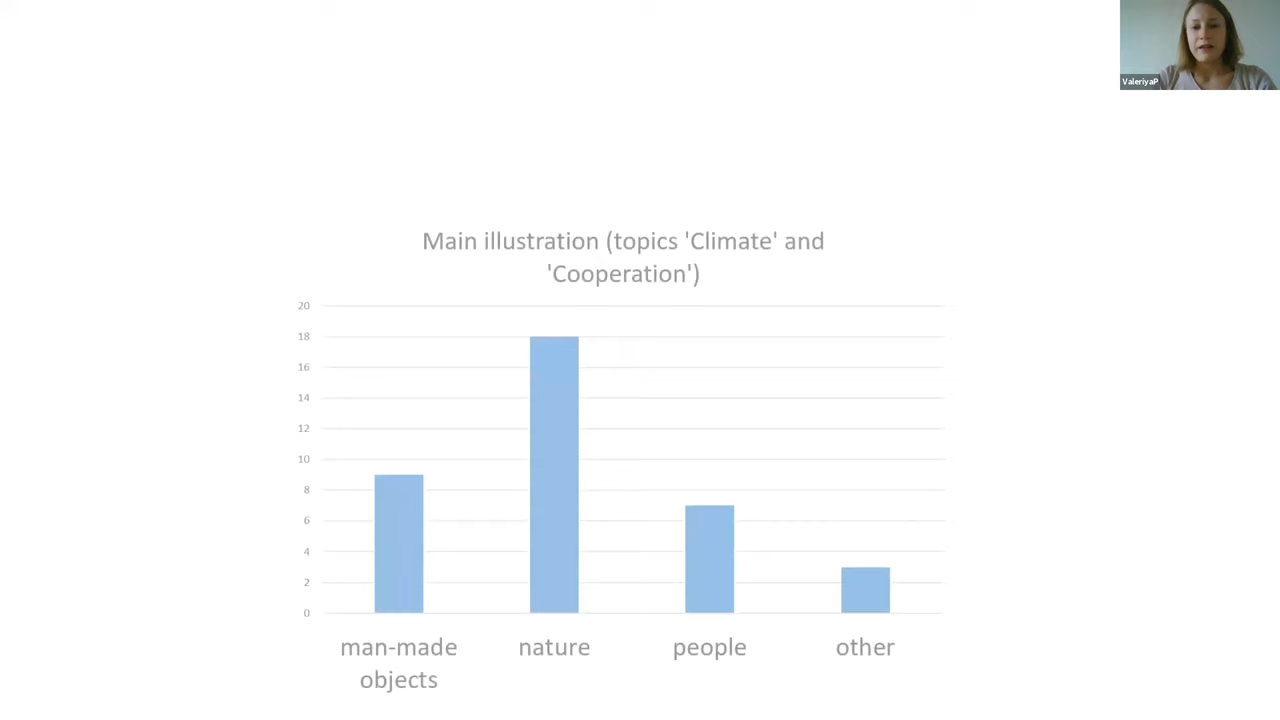 ValeriyaP
Main illustration (topics 'Climate' and
'Cooperation')
20
18
16
14
12
10
8
6
4
2
0
man-made
objects
nature
people
other